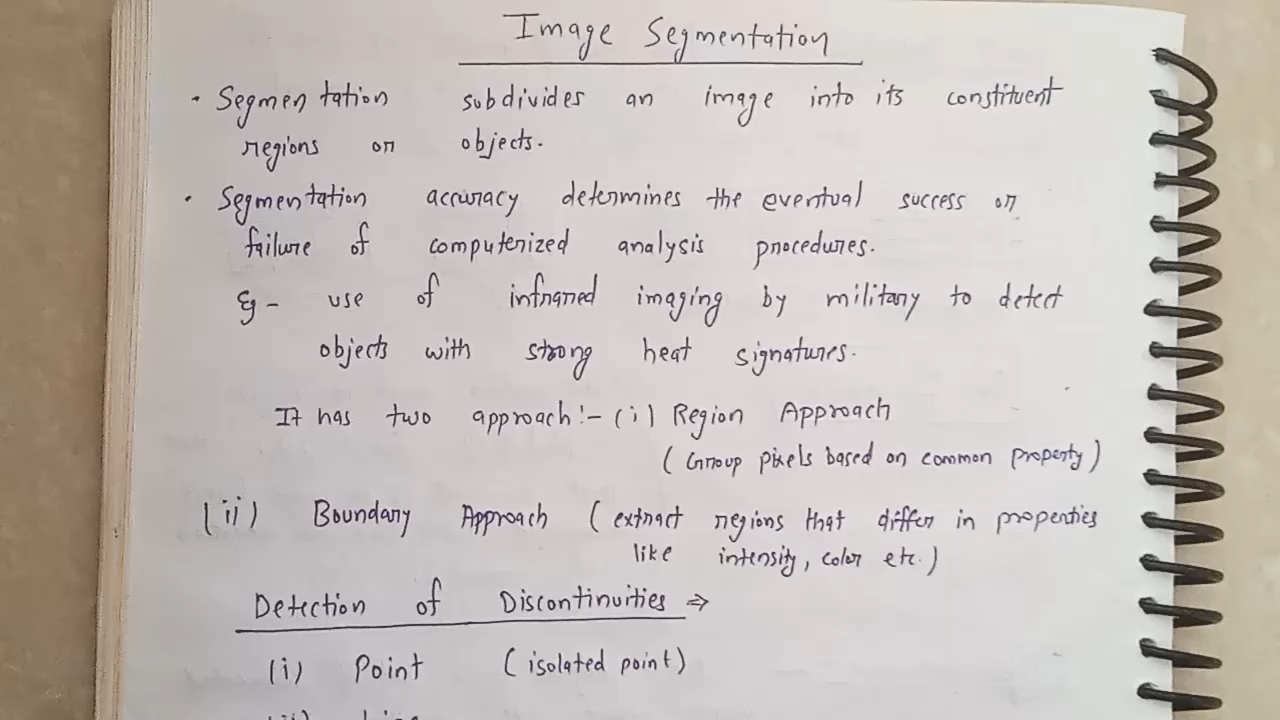 Image Segmentation
· Segmentation subdivides an image into its constituent
regions or objects.
· Segmentation accuracy determines the eventual success or
failure of computerized analysis procedures.
Eg - use of infrared imaging by military to detect
objects with strong heat signatures.
It has two approach :- (i) Region Approach
(Group pixels based on common property)
(ii) Boundary Approach (extract regions that differ in properties
like intensity, color etc.)
Detection of Discontinuities ⇒
(i) Point (isolated point)